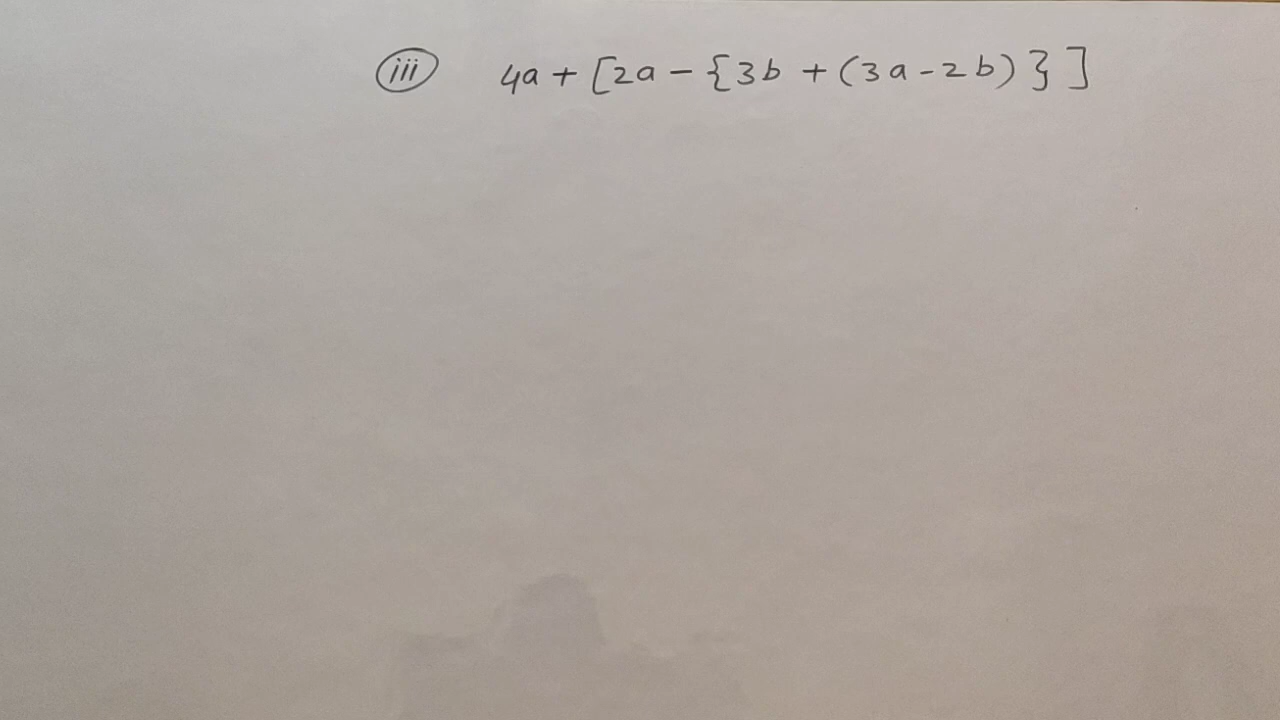 iii 4a + [2a - {3b + (3a - 2b)}]